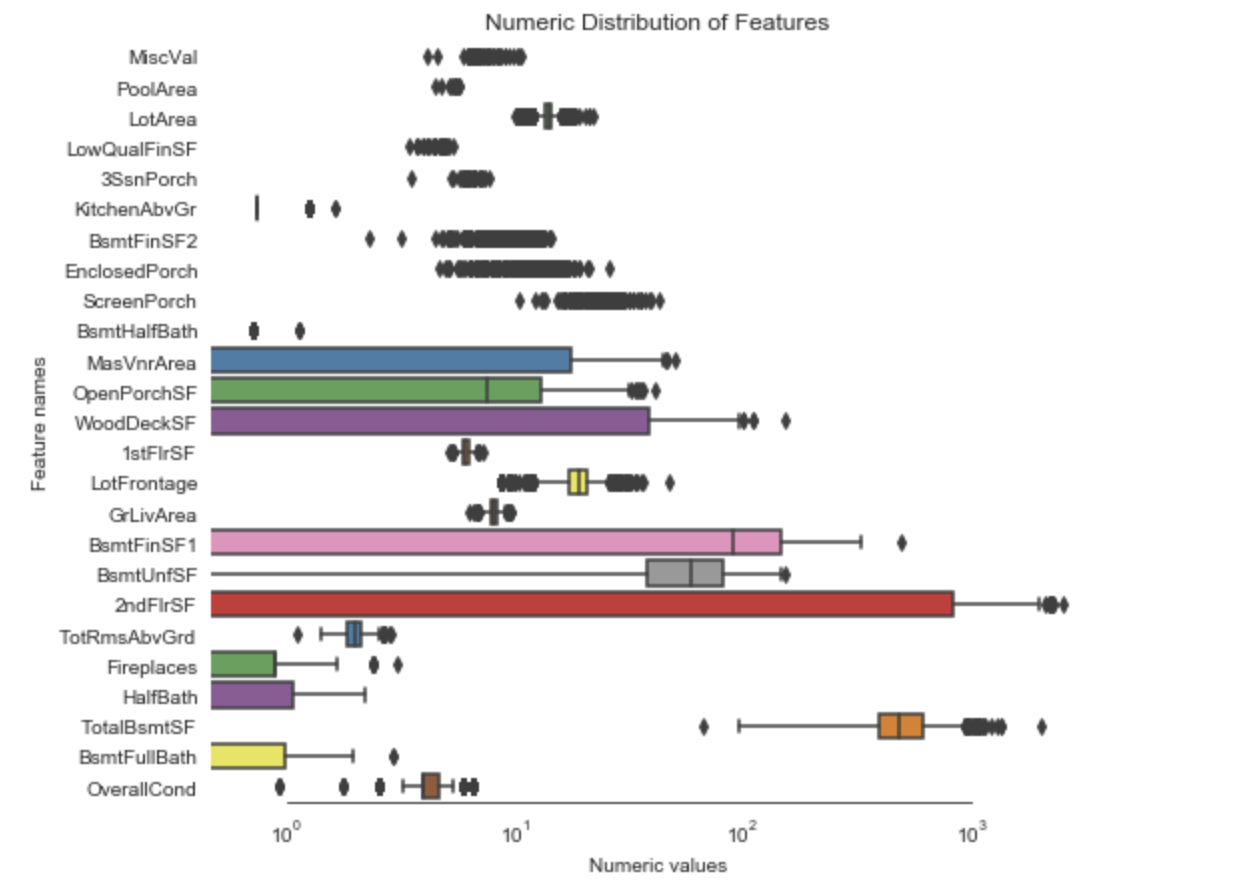 Numeric Distribution of Features
MiscVal
PoolArea
LotArea
LowQualFinSF
3SsnPorch
KitchenAbvGr
BsmtFinSF2
EnclosedPorch
ScreenPorch
BsmtHalfBath
MasVnrArea
OpenPorchSF
WoodDeckSF
1stFlrSF
LotFrontage
GrLivArea
BsmtFinSF1
BsmtUnfSF
2ndFlrSF
TotRmsAbvGrd
Fireplaces
HalfBath
TotalBsmtSF
BsmtFullBath
OverallCond
Feature names
10⁰ 10¹ 10² 10³
Numeric values